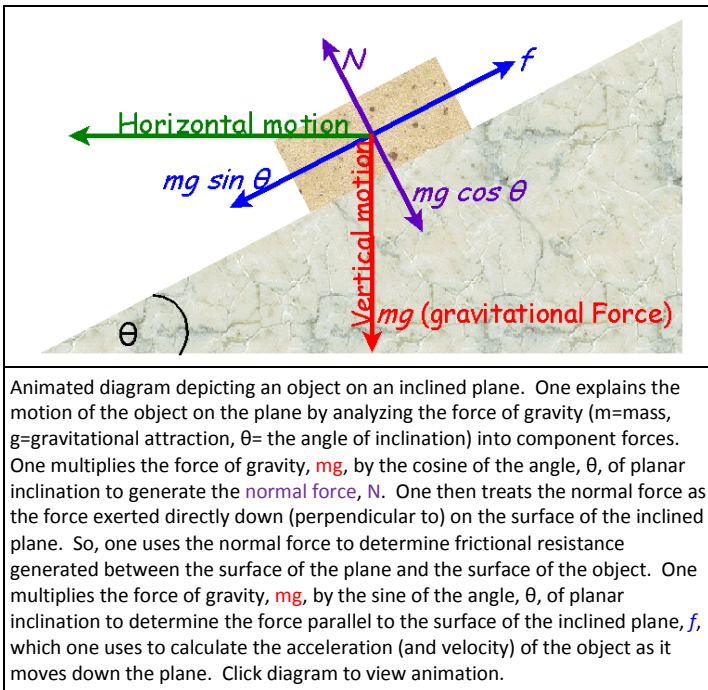 N
f
Horizontal motion
mg sin θ
mg cos θ
Vertical motion
mg (gravitational Force)
θ
Animated diagram depicting an object on an inclined plane.  One explains the
motion of the object on the plane by analyzing the force of gravity (m=mass,
g=gravitational attraction, θ= the angle of inclination) into component forces.
One multiplies the force of gravity, mg, by the cosine of the angle, θ, of planar
inclination to generate the normal force, N.  One then treats the normal force as
the force exerted directly down (perpendicular to) on the surface of the inclined
plane.  So, one uses the normal force to determine frictional resistance
generated between the surface of the plane and the surface of the object.  One
multiplies the force of gravity, mg, by the sine of the angle, θ, of planar
inclination to determine the force parallel to the surface of the inclined plane, f,
which one uses to calculate the acceleration (and velocity) of the object as it
moves down the plane.  Click diagram to view animation.